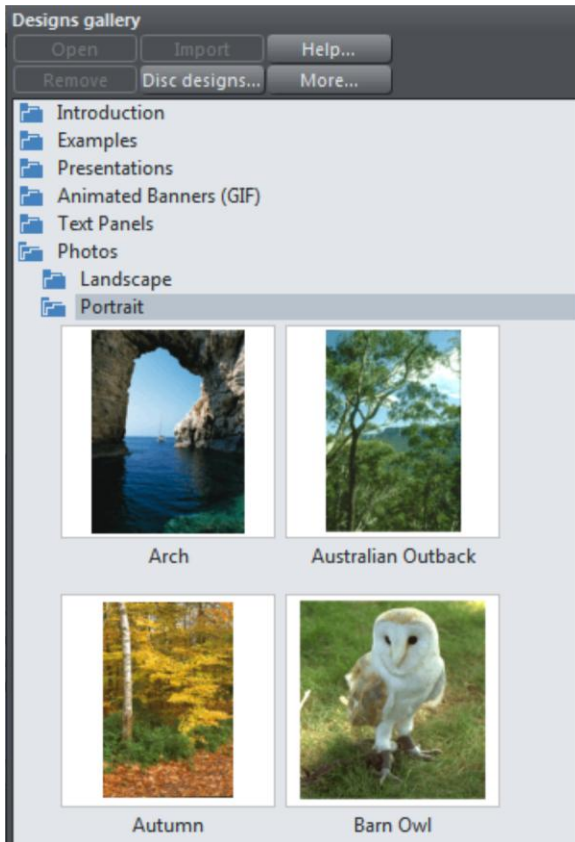 Designs gallery
Open Import Help...
Remove Disc designs... More...
Introduction
Examples
Presentations
Animated Banners (GIF)
Text Panels
Photos
Landscape
Portrait
Arch Australian Outback
Autumn Barn Owl